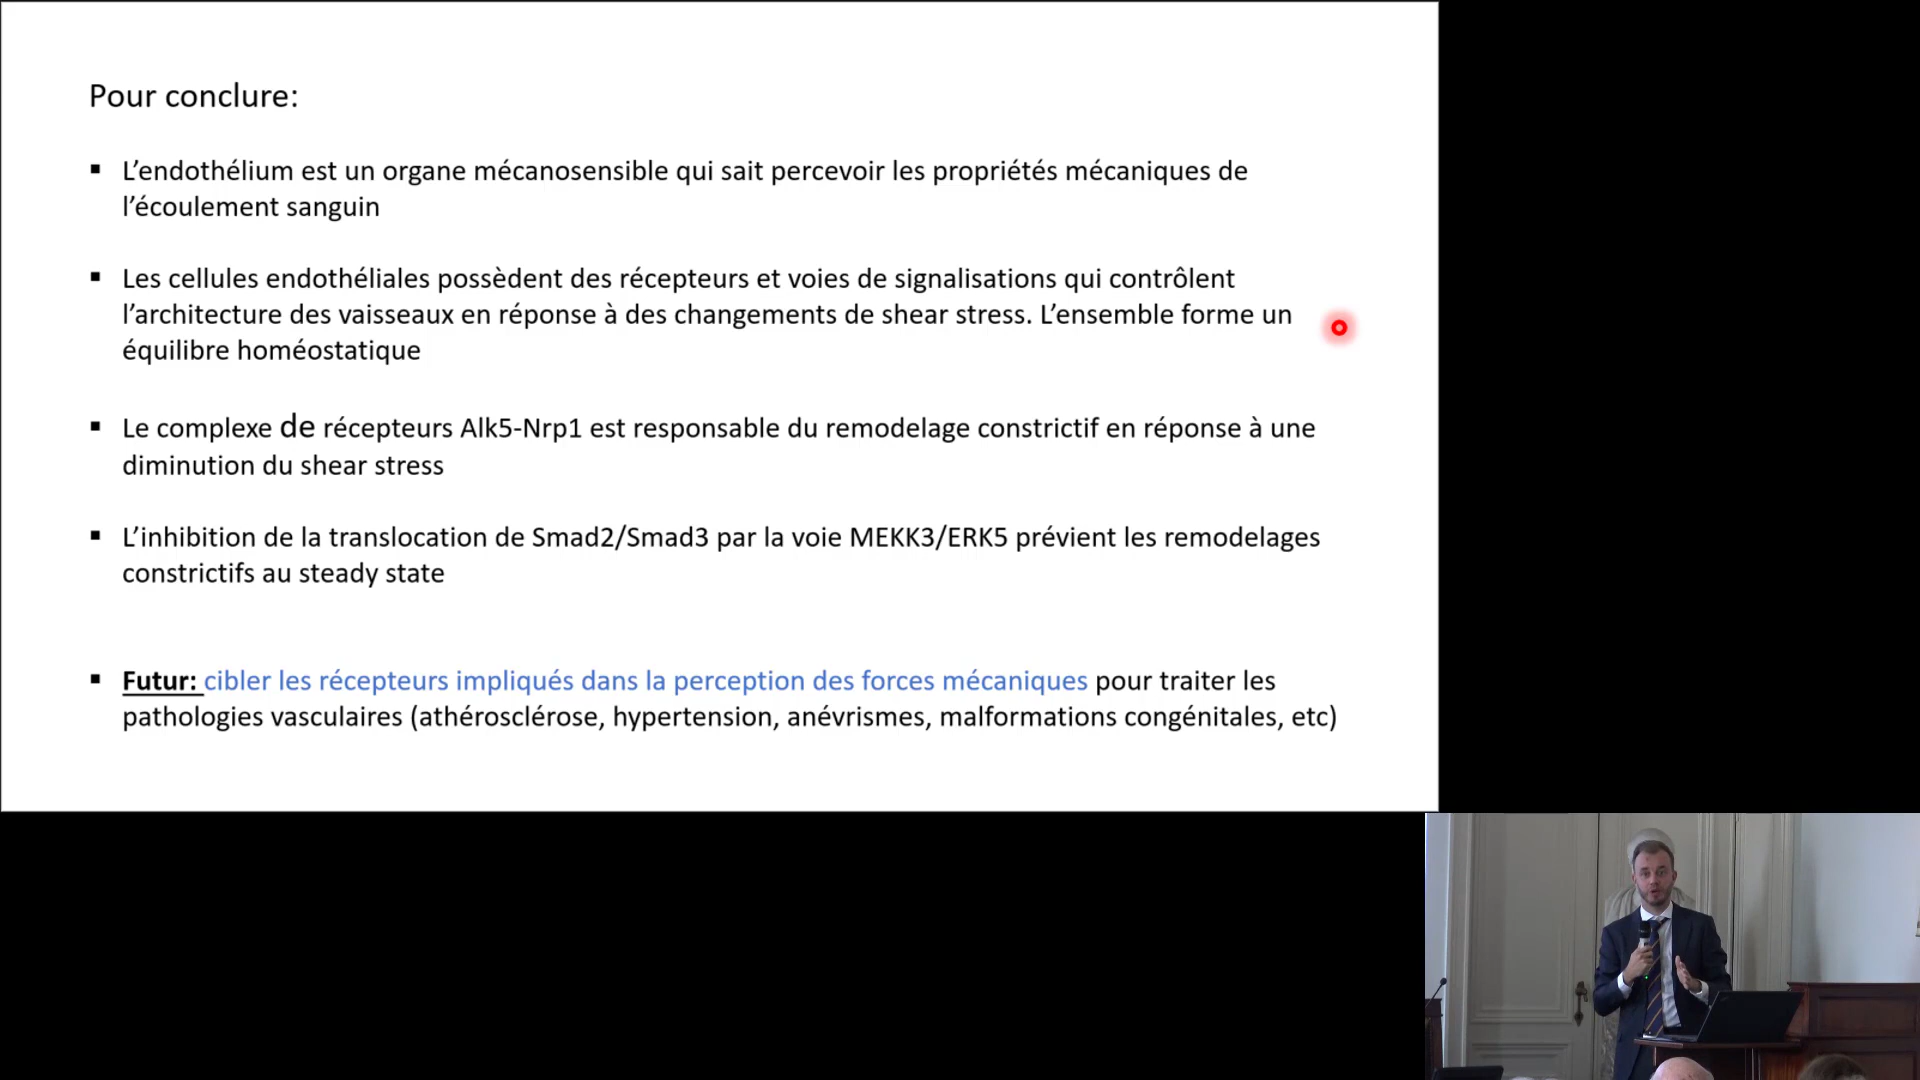 Pour conclure:
▪ L’endothélium est un organe mécanosensible qui sait percevoir les propriétés mécaniques de
l’écoulement sanguin
▪ Les cellules endothéliales possèdent des récepteurs et voies de signalisations qui contrôlent
l’architecture des vaisseaux en réponse à des changements de shear stress. L’ensemble forme un
équilibre homéostatique
▪ Le complexe de récepteurs Alk5-Nrp1 est responsable du remodelage constrictif en réponse à une
diminution du shear stress
▪ L’inhibition de la translocation de Smad2/Smad3 par la voie MEKK3/ERK5 prévient les remodelages
constrictifs au steady state
▪ Futur: cibler les récepteurs impliqués dans la perception des forces mécaniques pour traiter les
pathologies vasculaires (athérosclérose, hypertension, anévrismes, malformations congénitales, etc)